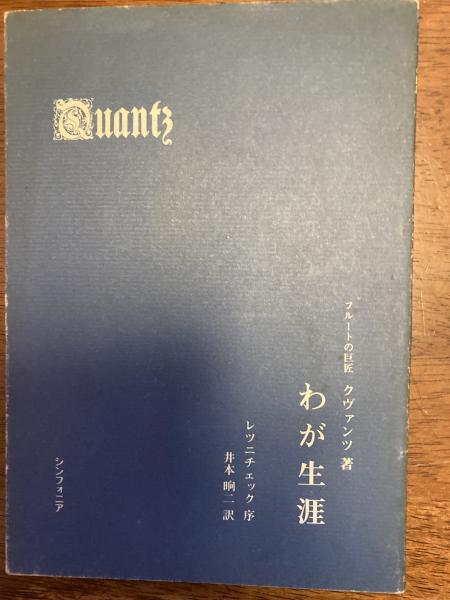 Quantz
フルートの巨匠 クヴァンツ 著
わが生涯
レツニチェック 序
井本晌二 訳
シンフォニア